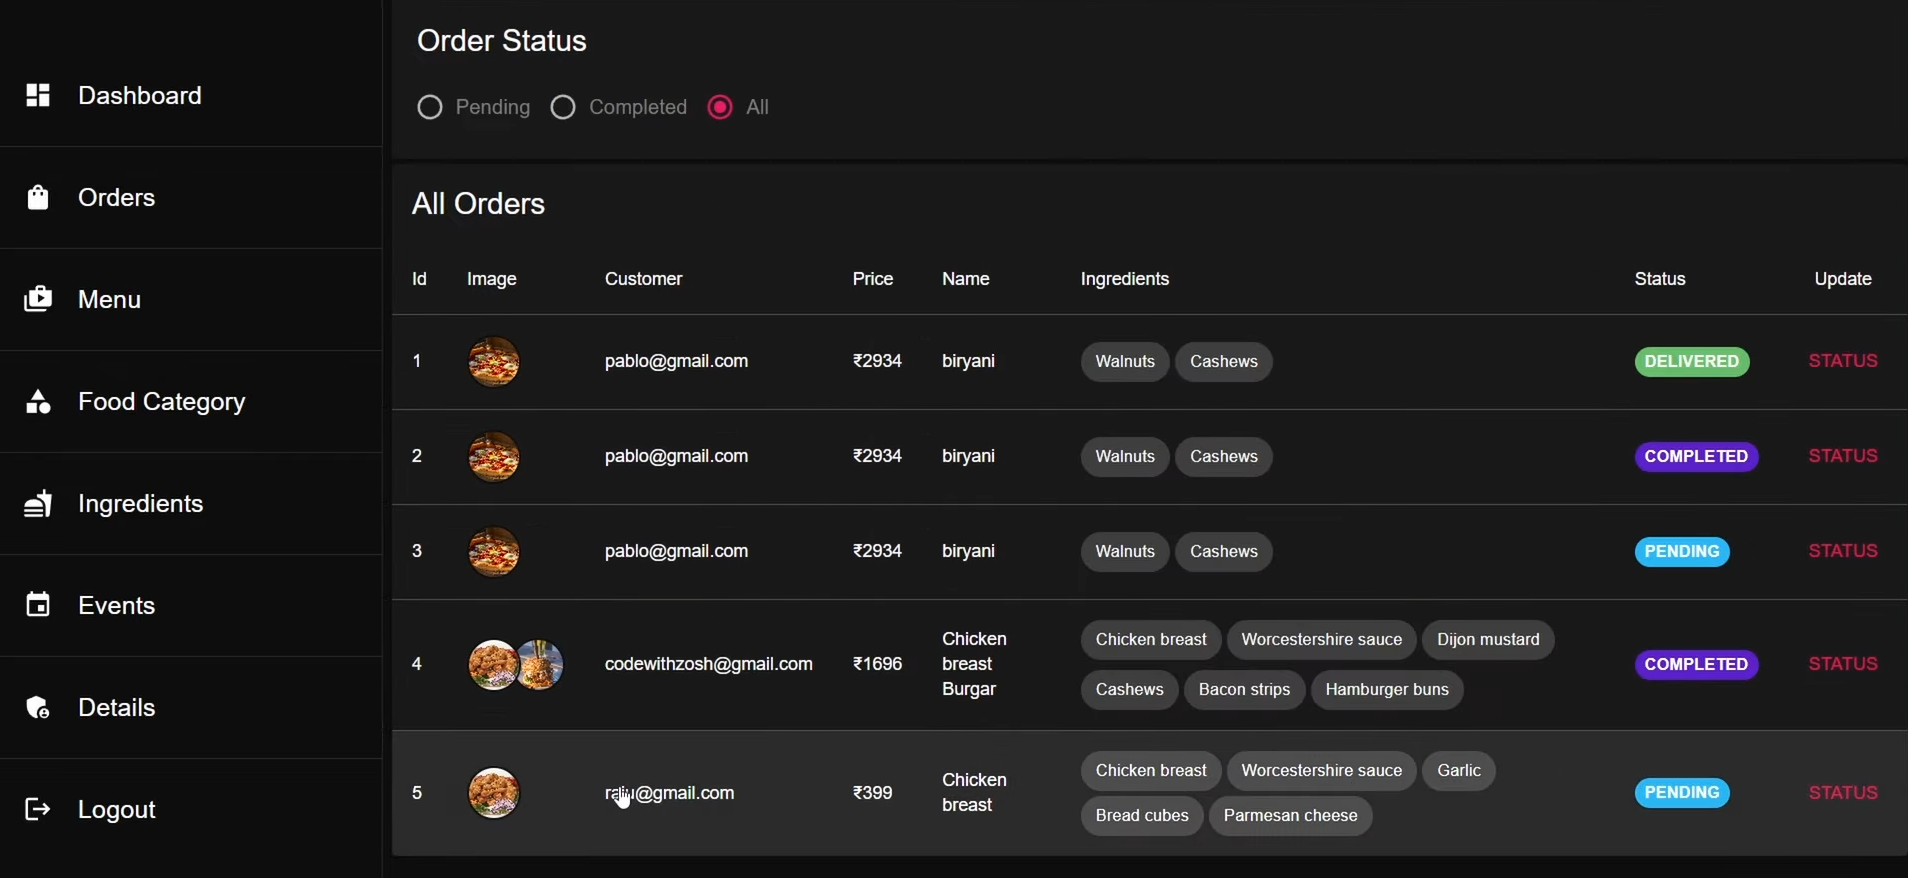 Dashboard
Orders
Menu
Food Category
Ingredients
Events
Details
Logout
Order Status
Pending Completed All
All Orders
Id Image Customer Price Name Ingredients Status Update
1 pablo@gmail.com ₹2934 biryani Walnuts Cashews DELIVERED STATUS
2 pablo@gmail.com ₹2934 biryani Walnuts Cashews COMPLETED STATUS
3 pablo@gmail.com ₹2934 biryani Walnuts Cashews PENDING STATUS
4 codewithzosh@gmail.com ₹1696
Chicken
breast
Burgar
Chicken breast Worcestershire sauce Dijon mustard
Cashews Bacon strips Hamburger buns
COMPLETED STATUS
5 ₹399
Chicken
breast
Chicken breast Worcestershire sauce Garlic
Bread cubes Parmesan cheese
PENDING STATUS